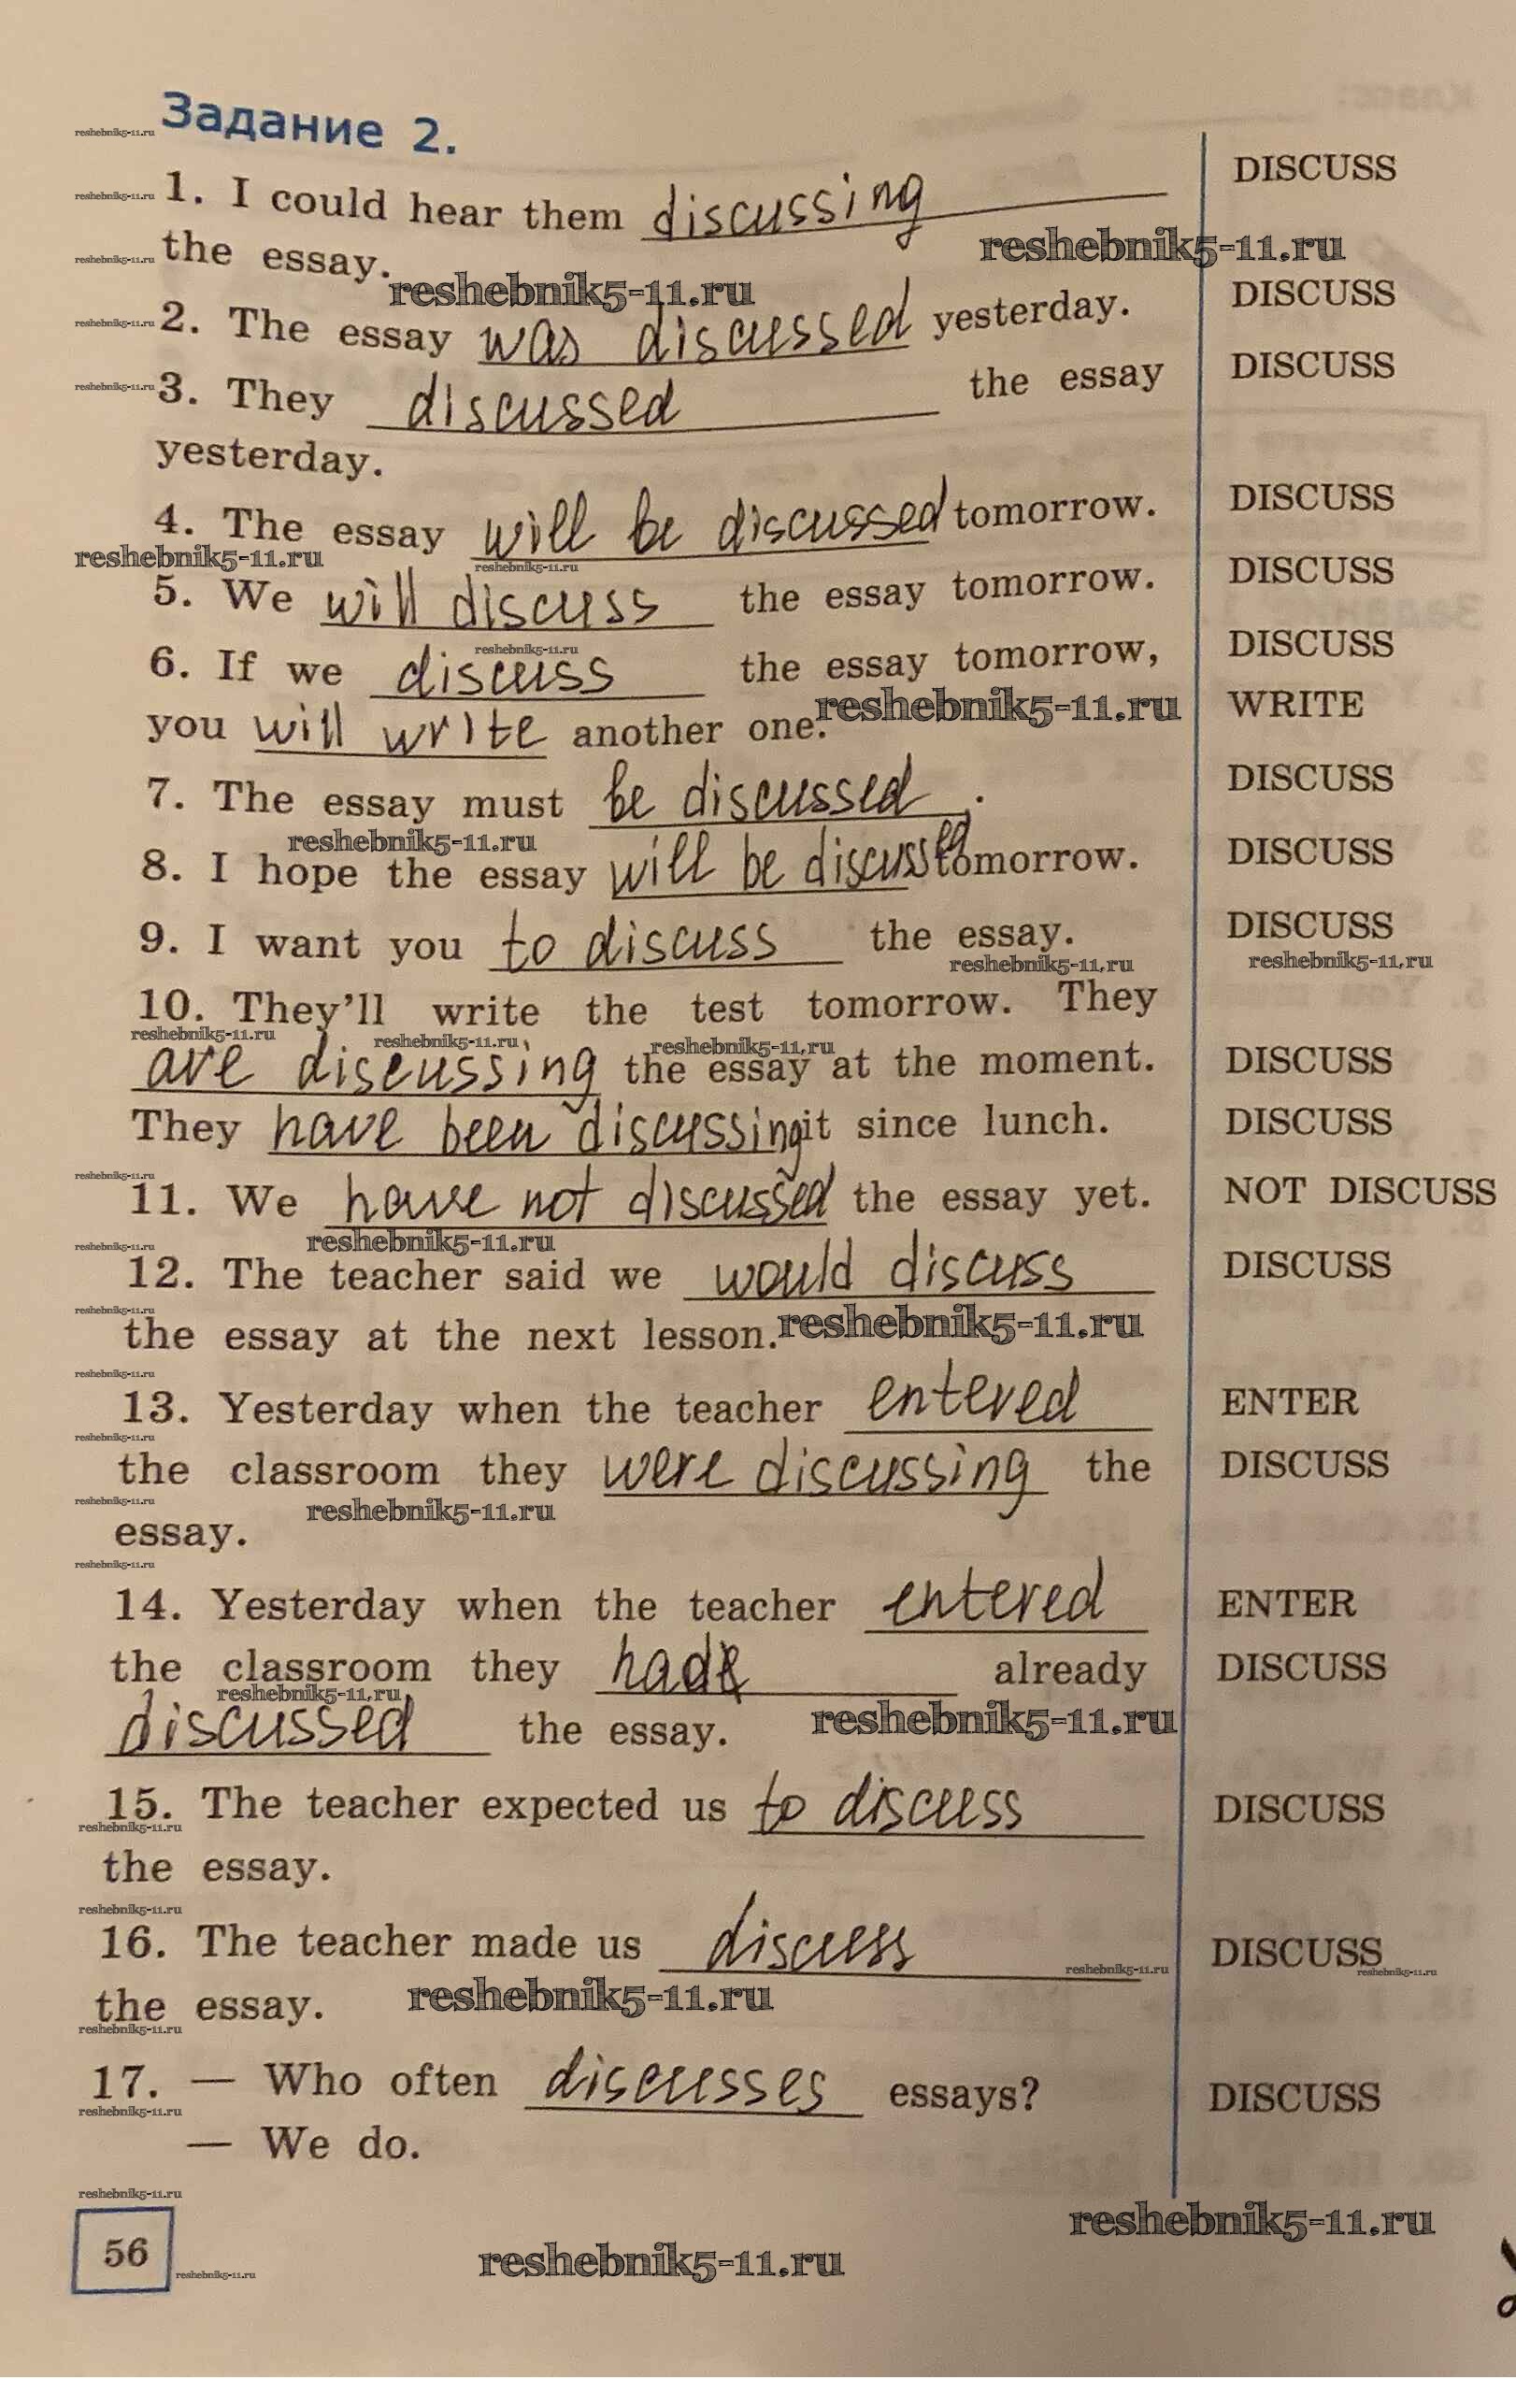 Задание 2.
1. I could hear them discussing DISCUSS
the essay.
2. The essay was discussed yesterday. DISCUSS
3. They discussed the essay DISCUSS
yesterday.
4. The essay will be discussed tomorrow. DISCUSS
5. We will discuss the essay tomorrow. DISCUSS
6. If we discuss the essay tomorrow, DISCUSS
you will write another one. WRITE
7. The essay must be discussed. DISCUSS
8. I hope the essay will be discussed tomorrow. DISCUSS
9. I want you to discuss the essay. DISCUSS
10. They'll write the test tomorrow. They
are discussing the essay at the moment. DISCUSS
They have been discussing it since lunch. DISCUSS
11. We have not discussed the essay yet. NOT DISCUSS
12. The teacher said we would discuss DISCUSS
the essay at the next lesson.
13. Yesterday when the teacher entered ENTER
the classroom they were discussing the DISCUSS
essay.
14. Yesterday when the teacher entered ENTER
the classroom they had already DISCUSS
discussed the essay.
15. The teacher expected us to discuss DISCUSS
the essay.
16. The teacher made us discuss DISCUSS
the essay.
17. — Who often discusses essays? DISCUSS
— We do.
56
reshebnik5-11.ru